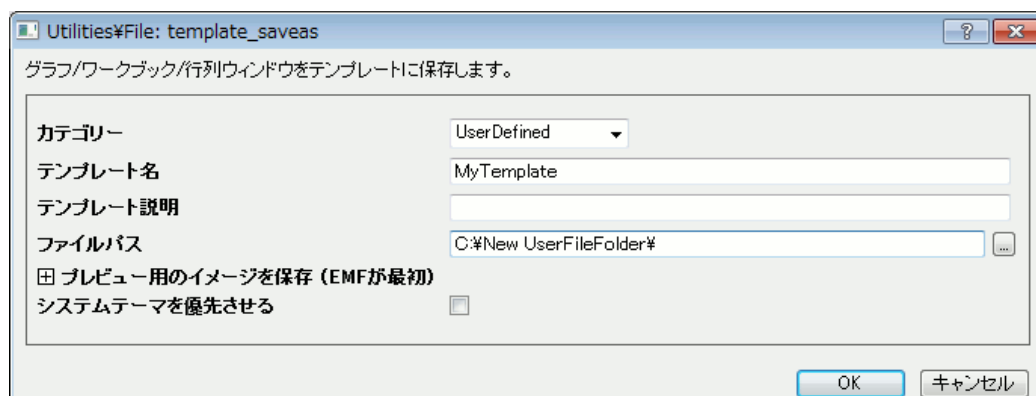 Utilities¥File: template_saveas
グラフ/ワークブック/行列ウィンドウをテンプレートに保存します。
カテゴリー UserDefined
テンプレート名 MyTemplate
テンプレート説明
ファイルパス C:¥New UserFileFolder¥ ...
プレビュー用のイメージを保存 (EMFが最初)
システムテーマを優先させる
OK キャンセル